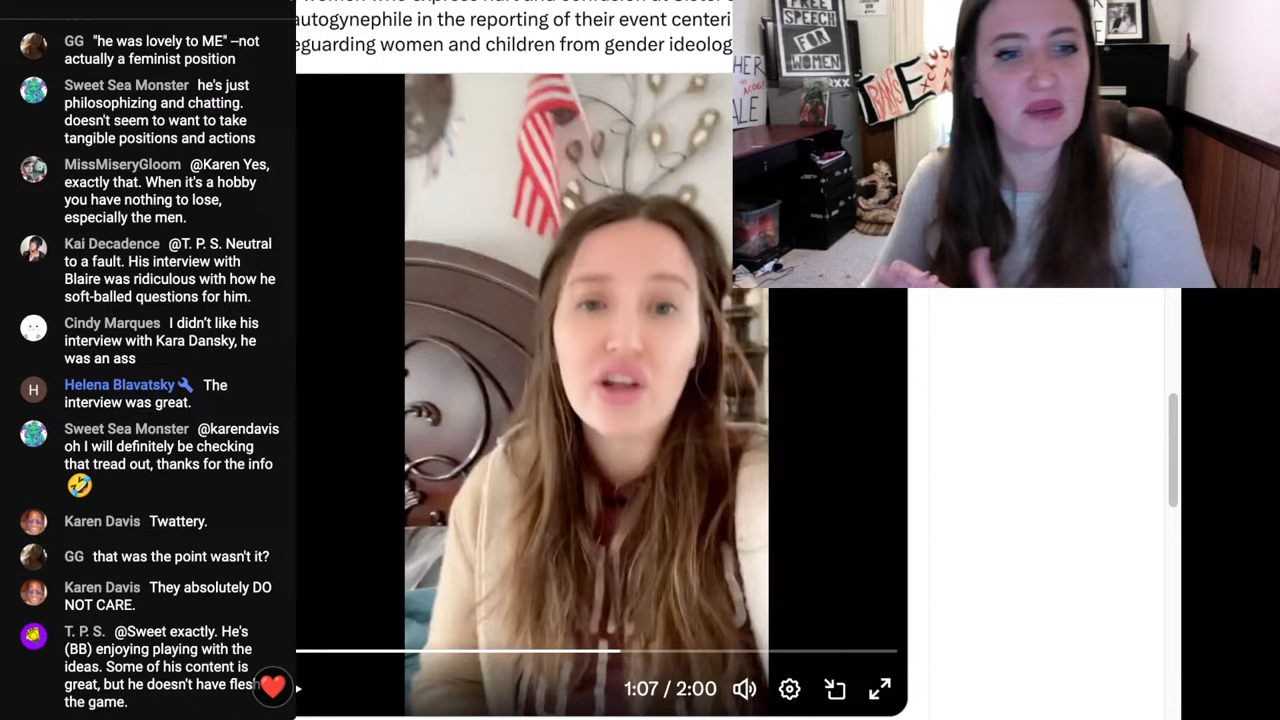 GG "he was lovely to ME" –not
actually a feminist position
Sweet Sea Monster he's just
philosophizing and chatting.
doesn't seem to want to take
tangible positions and actions
MissMiseryGloom @Karen Yes,
exactly that. When it's a hobby
you have nothing to lose,
especially the men.
Kai Decadence @T. P. S. Neutral
to a fault. His interview with
Blaire was ridiculous with how he
soft-balled questions for him.
Cindy Marques I didn't like his
interview with Kara Dansky, he
was an ass
H
Helena Blavatsky The
interview was great.
Sweet Sea Monster @karendavis
oh I will definitely be checking
that tread out, thanks for the info
Karen Davis Twattery.
GG that was the point wasn't it?
Karen Davis They absolutely DO
NOT CARE.
T. P. S. @Sweet exactly. He's
(BB) enjoying playing with the
ideas. Some of his content is
great, but he doesn't have flesh
the game.
autogynephile in the reporting of their event centeri
eguarding women and children from gender ideolog
1:07 / 2:00
FREE
SPEECH
FOR
WOMEN
HER
ALE
XX
TRANS